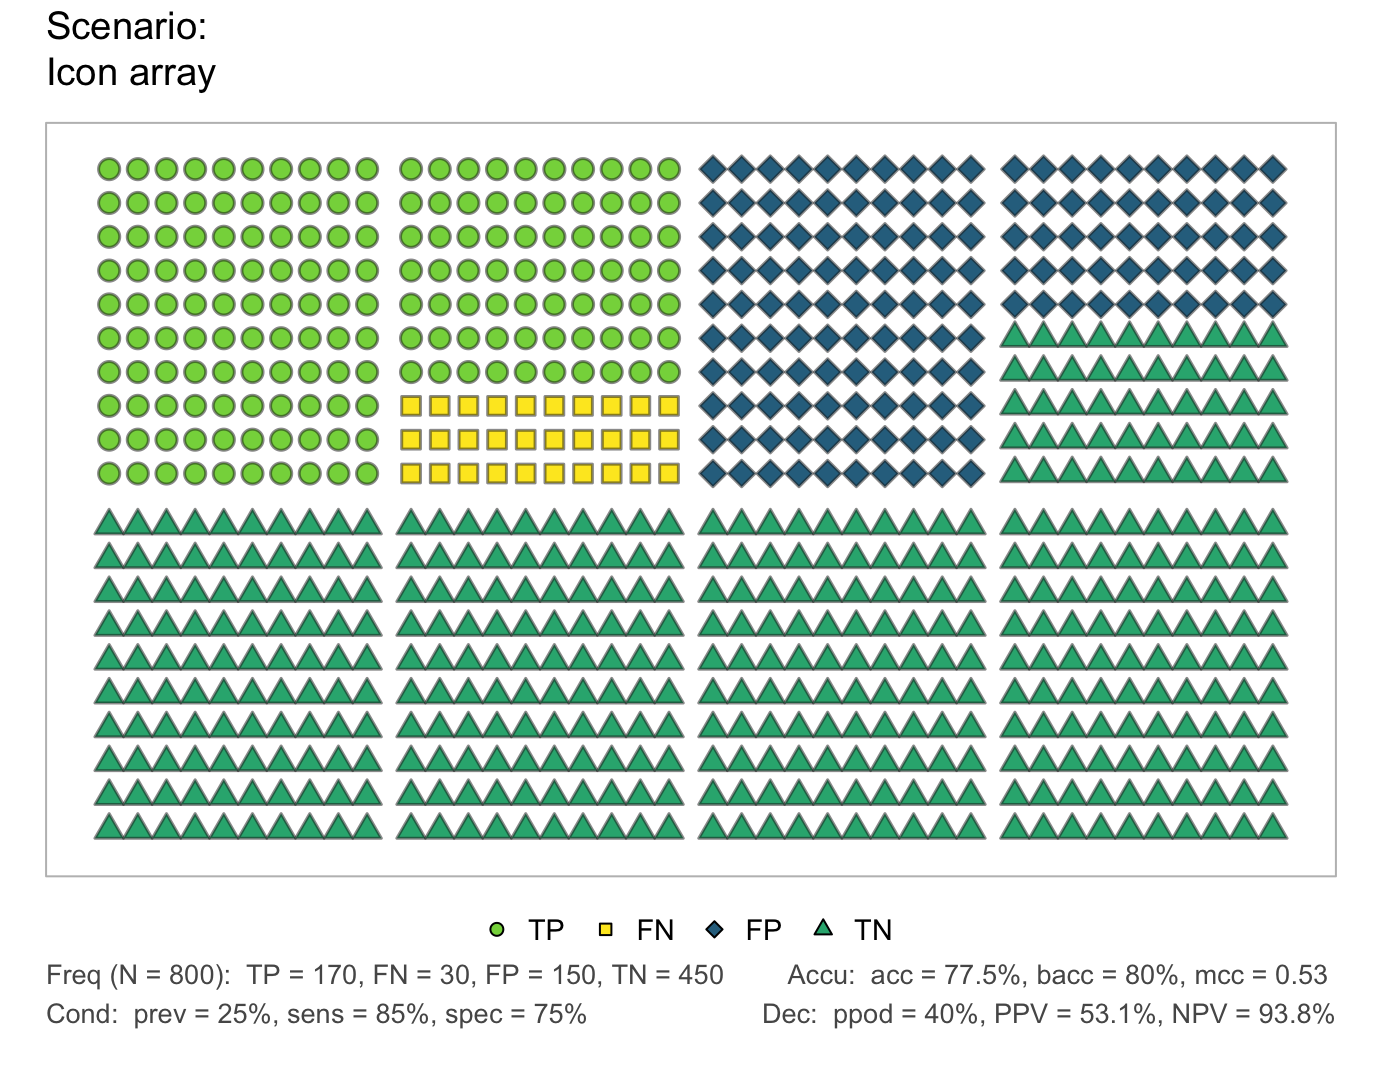 Scenario:
Icon array
TP FN FP TN
Freq (N = 800):  TP = 170, FN = 30, FP = 150, TN = 450 Accu:  acc = 77.5%, bacc = 80%, mcc = 0.53
Cond:  prev = 25%, sens = 85%, spec = 75% Dec:  ppod = 40%, PPV = 53.1%, NPV = 93.8%